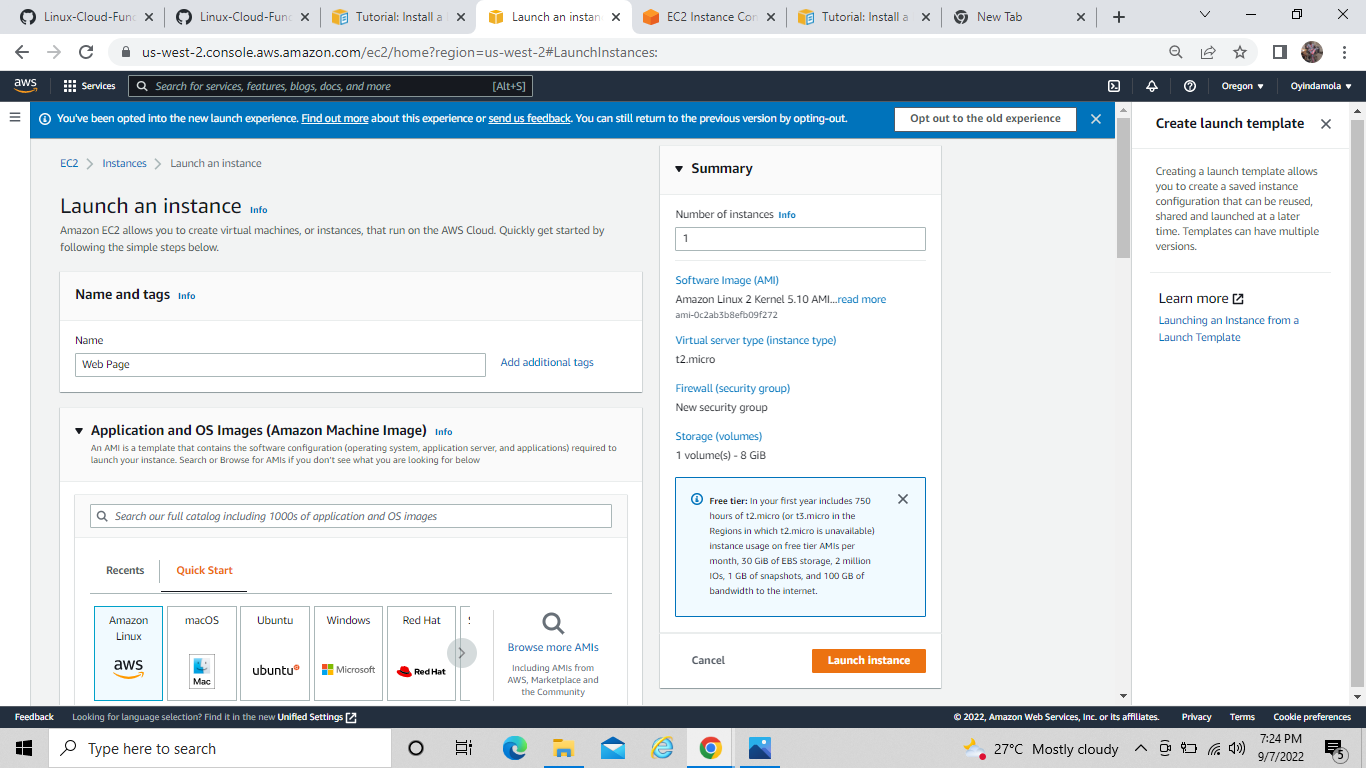 Linux-Cloud-Fun
Linux-Cloud-Fun
Tutorial: Install a
Launch an instan
EC2 Instance Con
Tutorial: Install a
New Tab
us-west-2.console.aws.amazon.com/ec2/home?region=us-west-2#LaunchInstances:
aws
Services
Search for services, features, blogs, docs, and more
[Alt+S]
Oregon
Oyindamola
You've been opted into the new launch experience. Find out more about this experience or send us feedback. You can still return to the previous version by opting-out.
Opt out to the old experience
EC2
Instances
Launch an instance
Launch an instance Info
Amazon EC2 allows you to create virtual machines, or instances, that run on the AWS Cloud. Quickly get started by
following the simple steps below.
Name and tags Info
Name
Web Page
Add additional tags
Application and OS Images (Amazon Machine Image) Info
An AMI is a template that contains the software configuration (operating system, application server, and applications) required to
launch your instance. Search or Browse for AMIs if you don't see what you are looking for below
Search our full catalog including 1000s of application and OS images
Recents
Quick Start
Amazon
Linux
aws
macOS
Mac
Ubuntu
ubuntu
Windows
Microsoft
Red Hat
Red Hat
Browse more AMIs
Including AMIs from
AWS, Marketplace and
the Community
Summary
Number of instances Info
1
Software Image (AMI)
Amazon Linux 2 Kernel 5.10 AMI...read more
ami-0c2ab3b8efb09f272
Virtual server type (instance type)
t2.micro
Firewall (security group)
New security group
Storage (volumes)
1 volume(s) - 8 GiB
Free tier: In your first year includes 750
hours of t2.micro (or t3.micro in the
Regions in which t2.micro is unavailable)
instance usage on free tier AMIs per
month, 30 GiB of EBS storage, 2 million
IOs, 1 GB of snapshots, and 100 GB of
bandwidth to the internet.
Cancel
Launch instance
Create launch template
Creating a launch template allows
you to create a saved instance
configuration that can be reused,
shared and launched at a later
time. Templates can have multiple
versions.
Learn more
Launching an Instance from a
Launch Template
Feedback
Looking for language selection? Find it in the new Unified Settings
© 2022, Amazon Web Services, Inc. or its affiliates.
Privacy
Terms
Cookie preferences
Type here to search
27°C Mostly cloudy
7:24 PM
9/7/2022
5